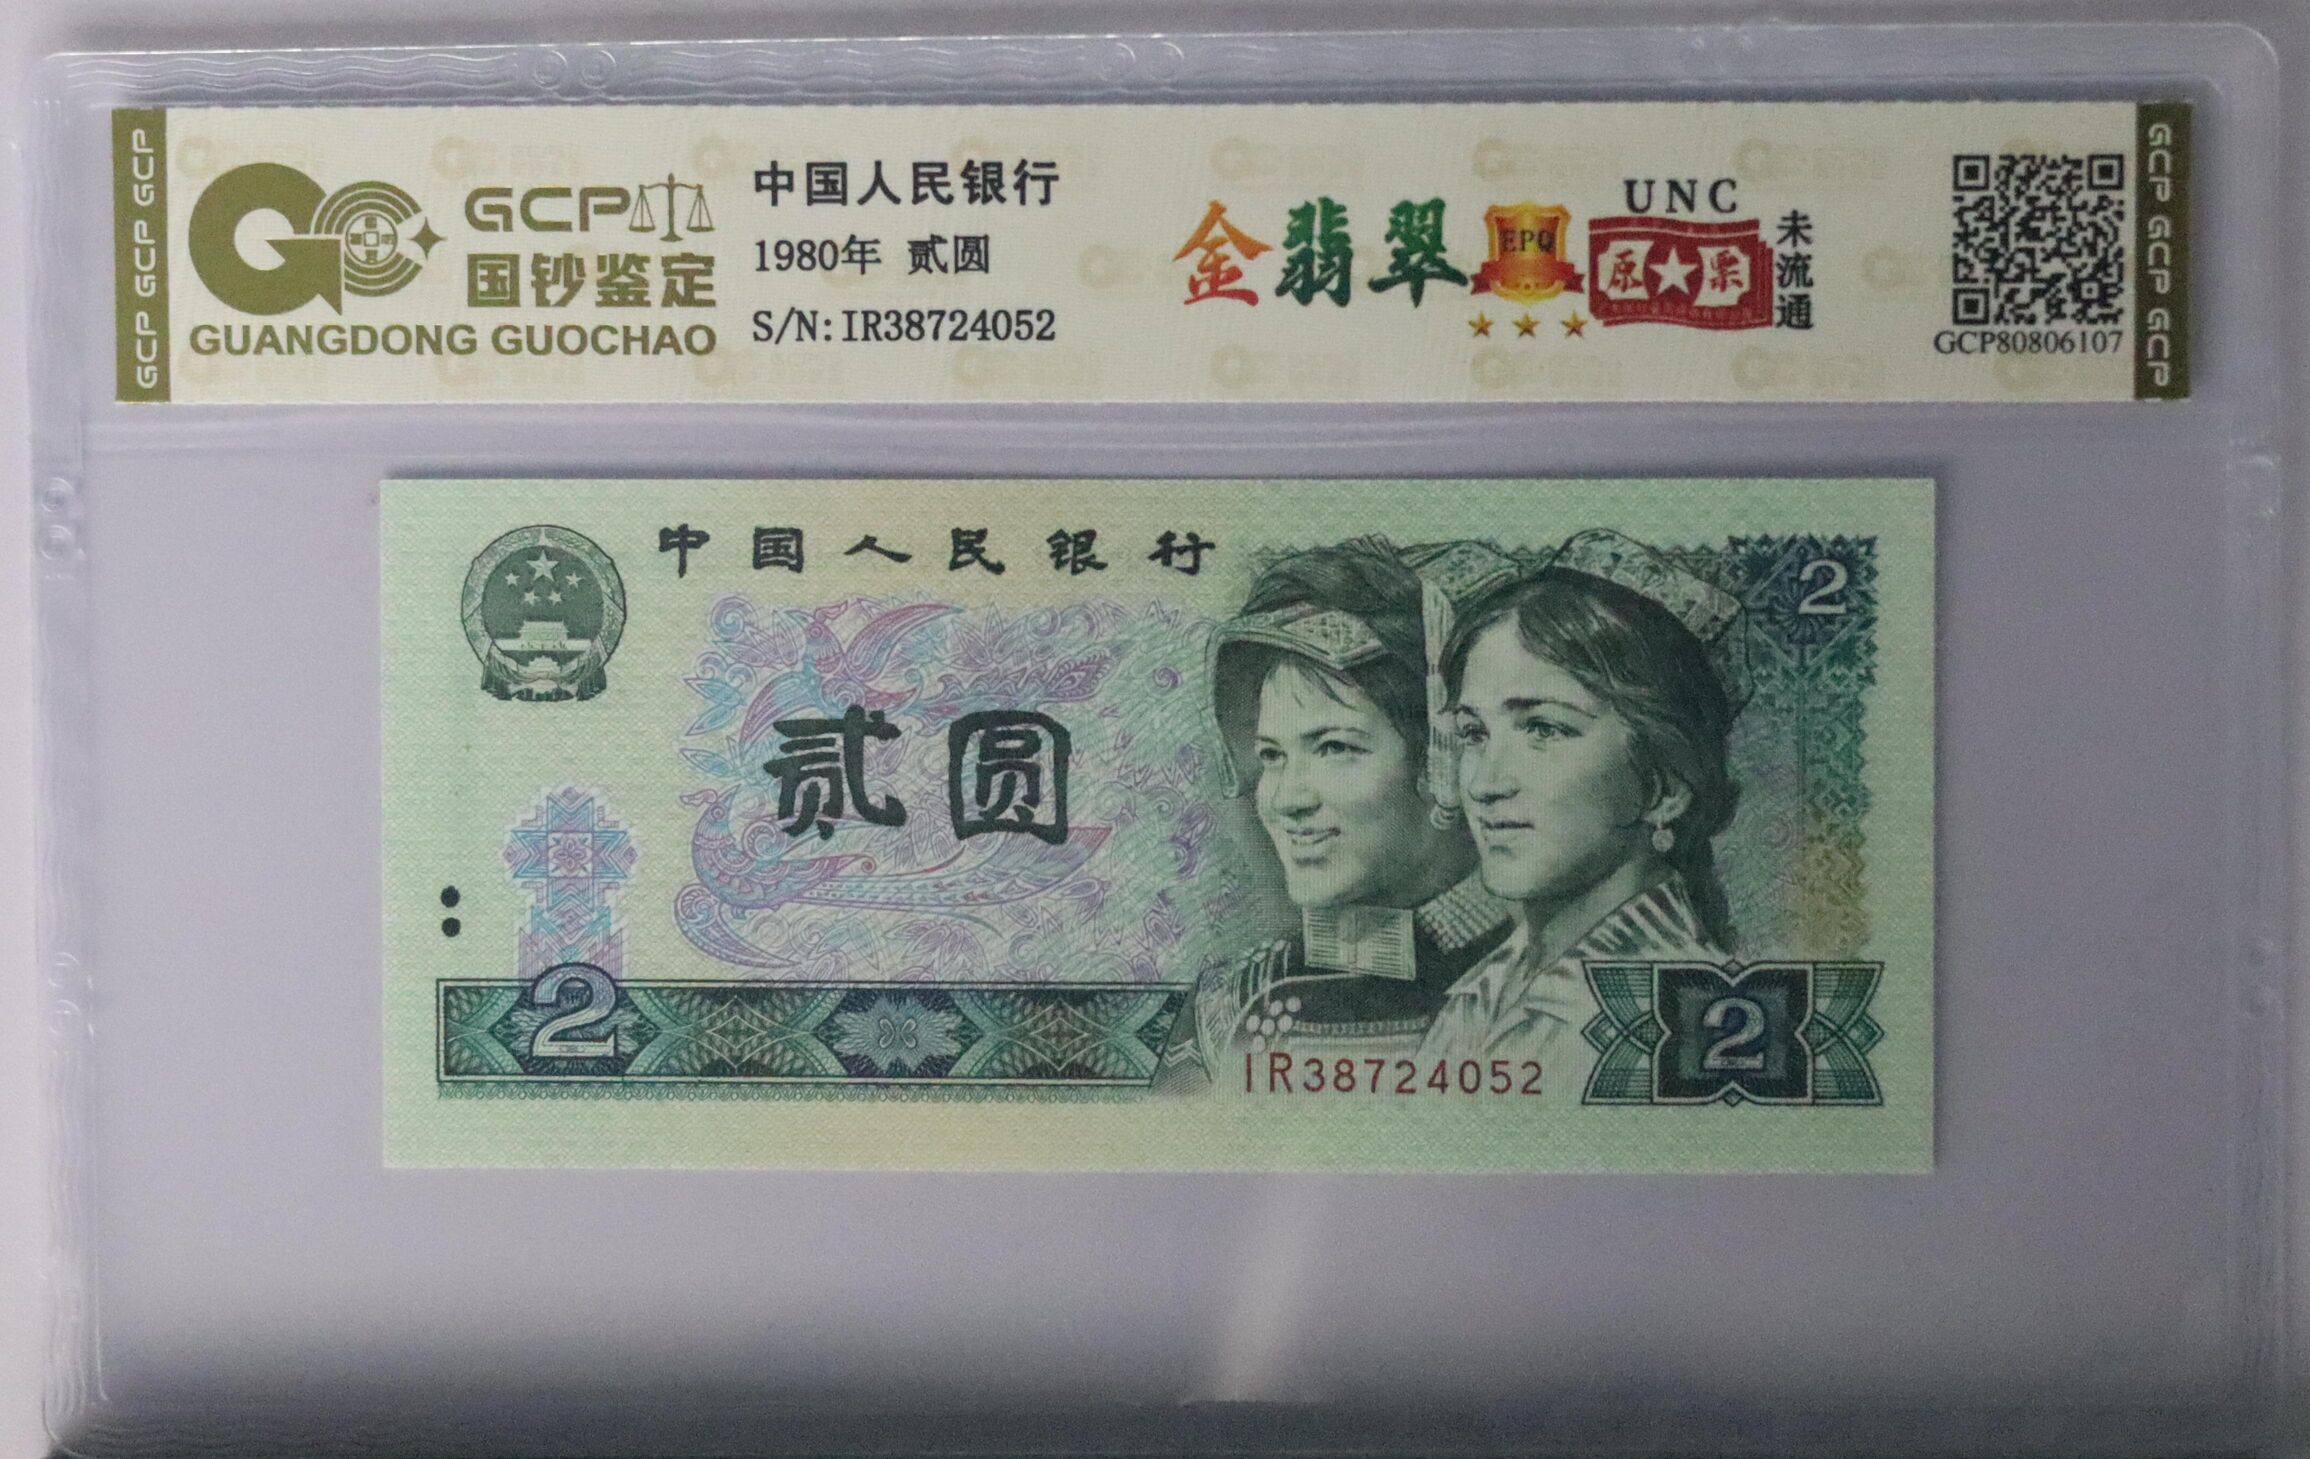 GCP GCP GCP GCP
GCP
国钞鉴定
GUANGDONG GUOCHAO
中国人民银行
1980年 贰圆
S/N:IR38724052
金翡翠
EPQ
UNC
原票
未流通
GCP80806107
GCP GCP GCP GCP
中国人民银行
2
贰圆
2
2
IR38724052